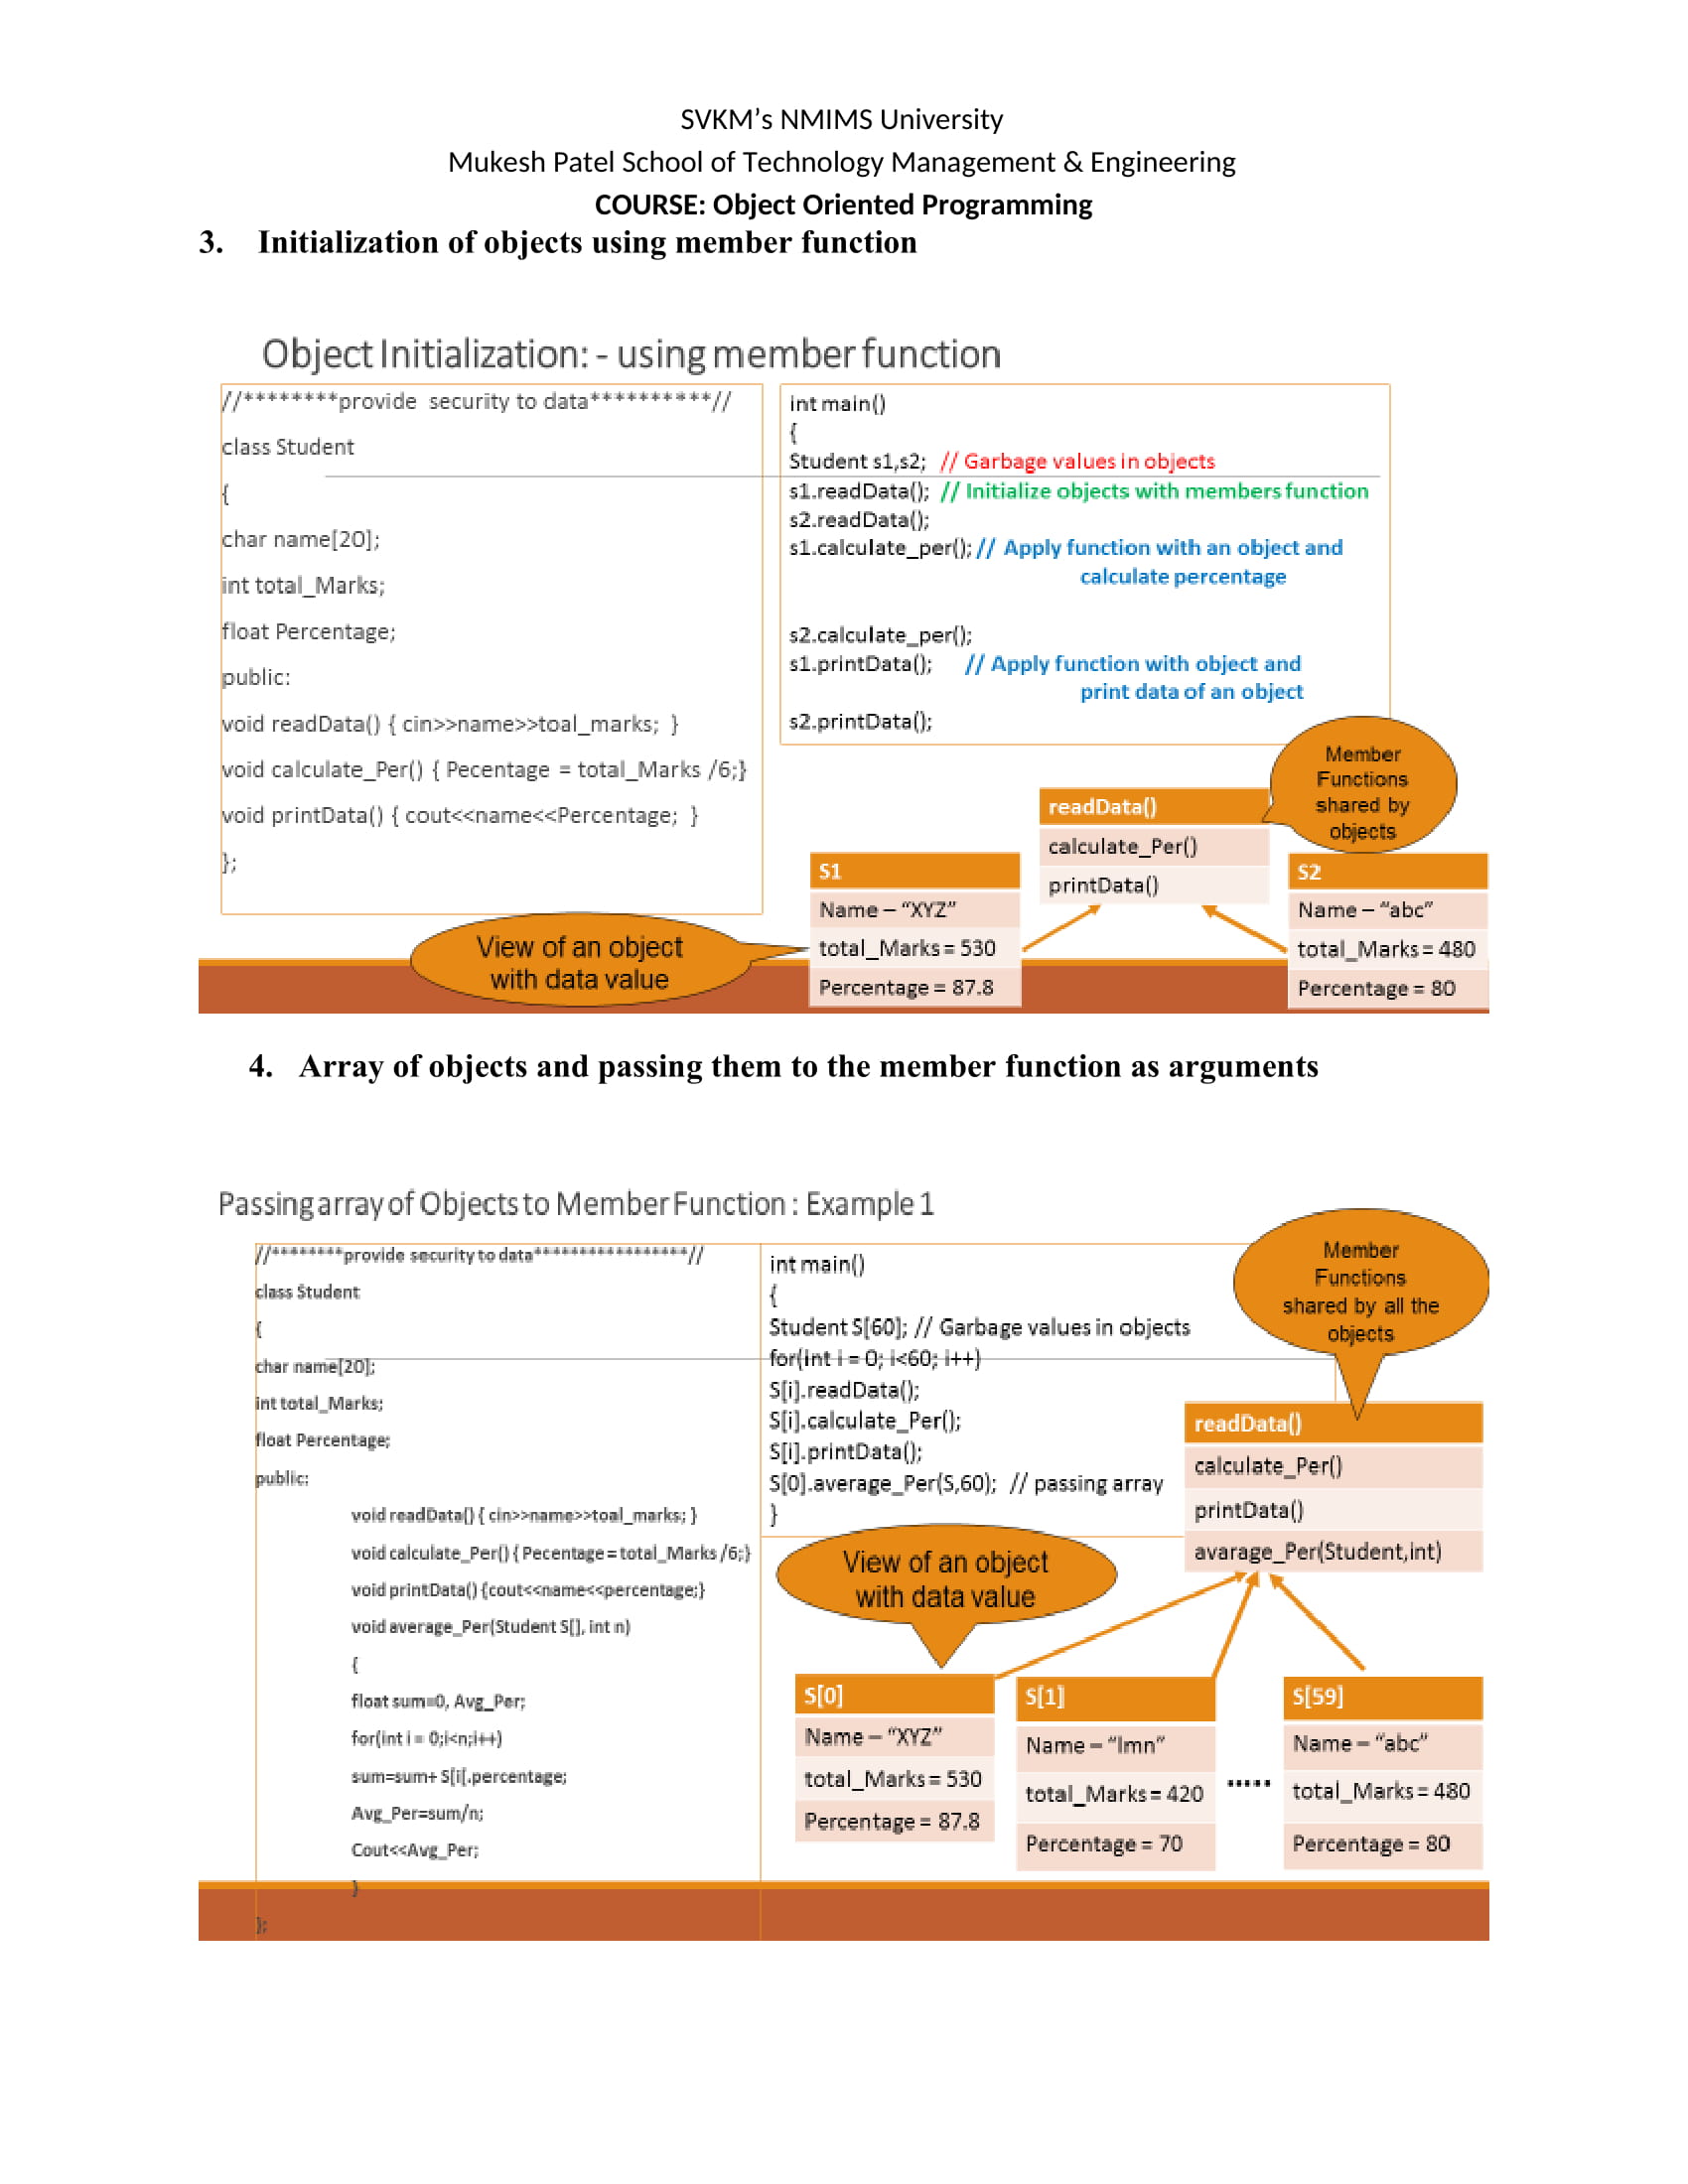 SVKM’s NMIMS University
Mukesh Patel School of Technology Management & Engineering
COURSE: Object Oriented Programming
3. Initialization of objects using member function
Object Initialization: - using member function
//********provide security to data**********//
class Student
{
char name[20];
int total_Marks;
float Percentage;
public:
void readData() { cin>>name>>toal_marks; }
void calculate_Per() { Pecentage = total_Marks /6;}
void printData() { cout<<name<<Percentage; }
};
int main()
{
Student s1,s2; // Garbage values in objects
s1.readData(); // Initialize objects with members function
s2.readData();
s1.calculate_per(); // Apply function with an object and
calculate percentage
s2.calculate_per();
s1.printData(); // Apply function with object and
print data of an object
s2.printData();
Member
Functions
shared by
objects
readData()
calculate_Per()
printData()
S1
Name – “XYZ”
total_Marks = 530
Percentage = 87.8
S2
Name – “abc”
total_Marks = 480
Percentage = 80
View of an object
with data value
4. Array of objects and passing them to the member function as arguments
Passing array of Objects to Member Function : Example 1
//********provide security to data*****************//
class Student
{
char name[20];
int total_Marks;
float Percentage;
public:
void readData() { cin>>name>>toal_marks; }
void calculate_Per() { Pecentage = total_Marks /6;}
void printData() {cout<<name<<percentage;}
void average_Per(Student S[], int n)
{
float sum=0, Avg_Per;
for(int i = 0;i<n;i++)
sum=sum+ S[i[.percentage;
Avg_Per=sum/n;
Cout<<Avg_Per;
}
};
int main()
{
Student S[60]; // Garbage values in objects
for(int i = 0; i<60; i++)
S[i].readData();
S[i].calculate_Per();
S[i].printData();
S[0].average_Per(S,60); // passing array
}
Member
Functions
shared by all the
objects
readData()
calculate_Per()
printData()
avarage_Per(Student,int)
View of an object
with data value
S[0]
Name – “XYZ”
total_Marks = 530
Percentage = 87.8
S[1]
Name – “lmn”
total_Marks = 420
Percentage = 70
.....
S[59]
Name – “abc”
total_Marks = 480
Percentage = 80